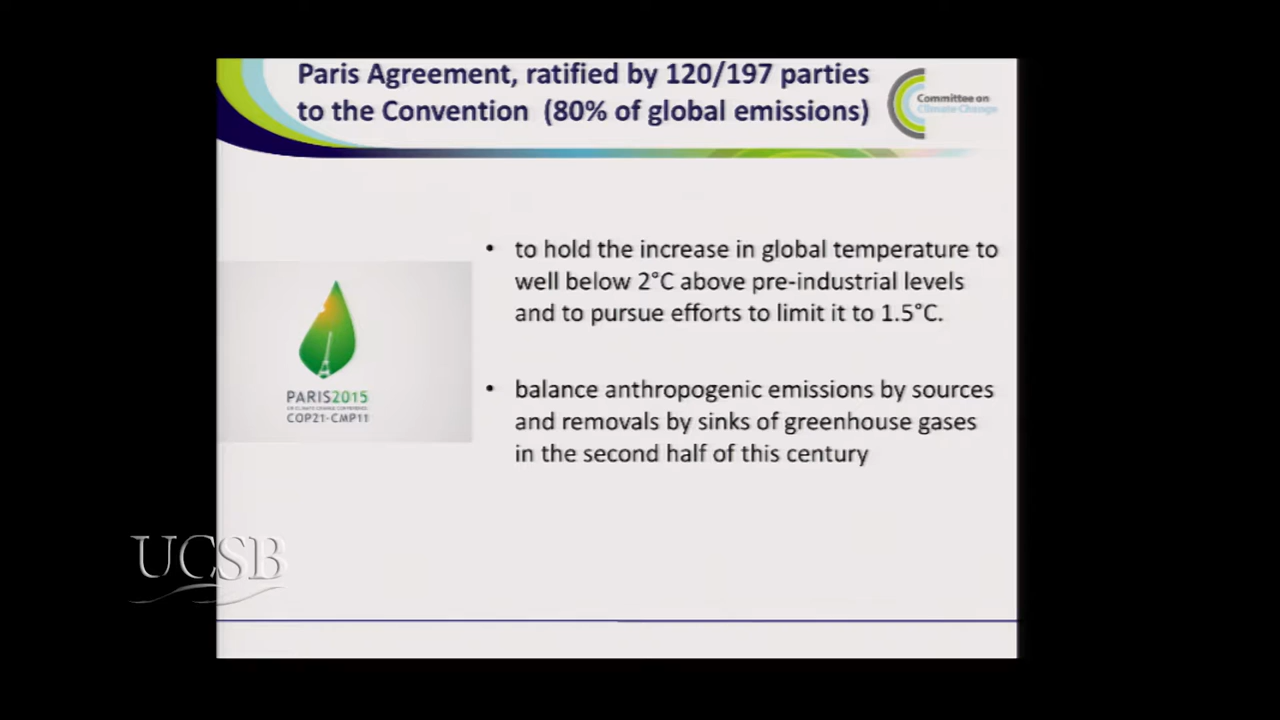 Paris Agreement, ratified by 120/197 parties
to the Convention (80% of global emissions)
Committee on
Climate Change
• to hold the increase in global temperature to
well below 2°C above pre-industrial levels
and to pursue efforts to limit it to 1.5°C.
• balance anthropogenic emissions by sources
and removals by sinks of greenhouse gases
in the second half of this century
PARIS2015
COP21-CMP11
UCSB